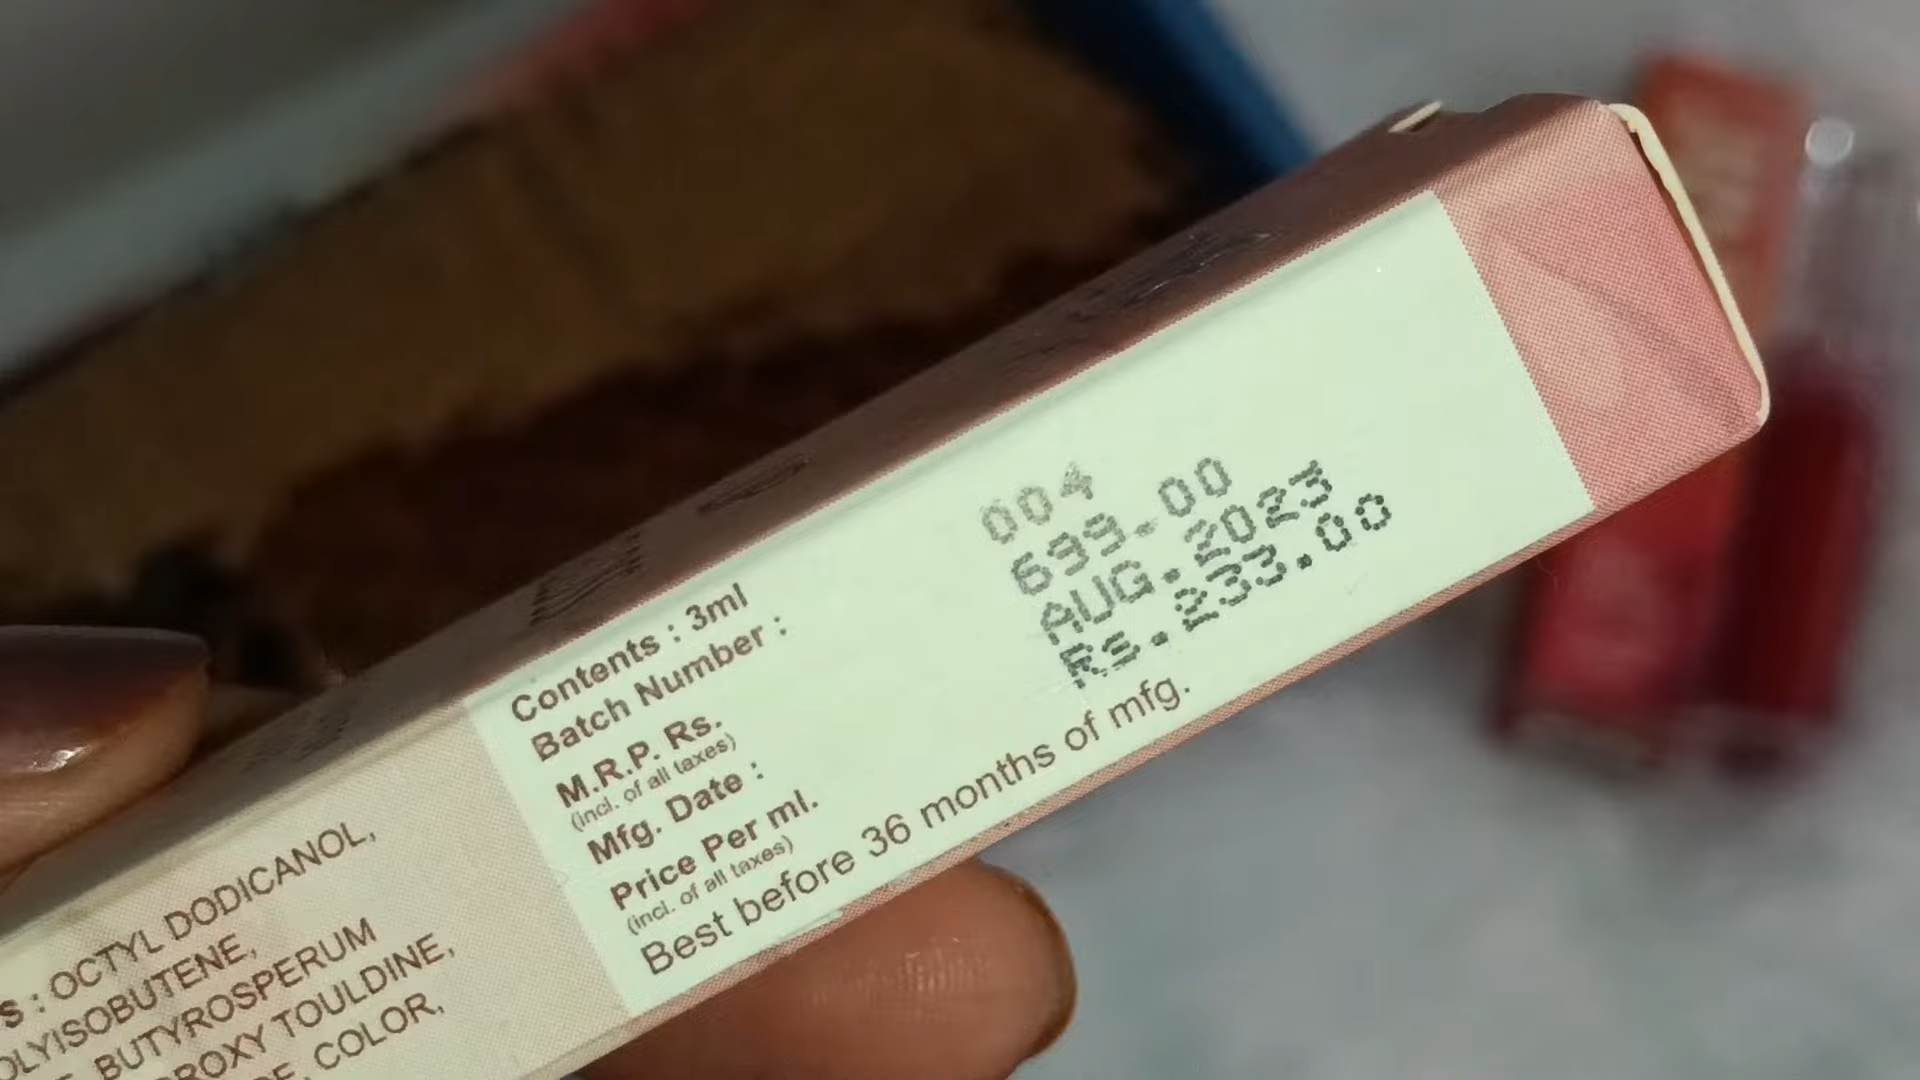 S : OCTYL DODICANOL,
OLYISOBUTENE,
BUTYROSPERUM
ROXY TOULDINE,
COLOR,
Contents : 3ml
Batch Number :
M.R.P. Rs.
(incl. of all taxes)
Mfg. Date :
Price Per ml.
(incl. of all taxes)
Best before 36 months of mfg.
004
699.00
AUG.2023
Rs.233.00